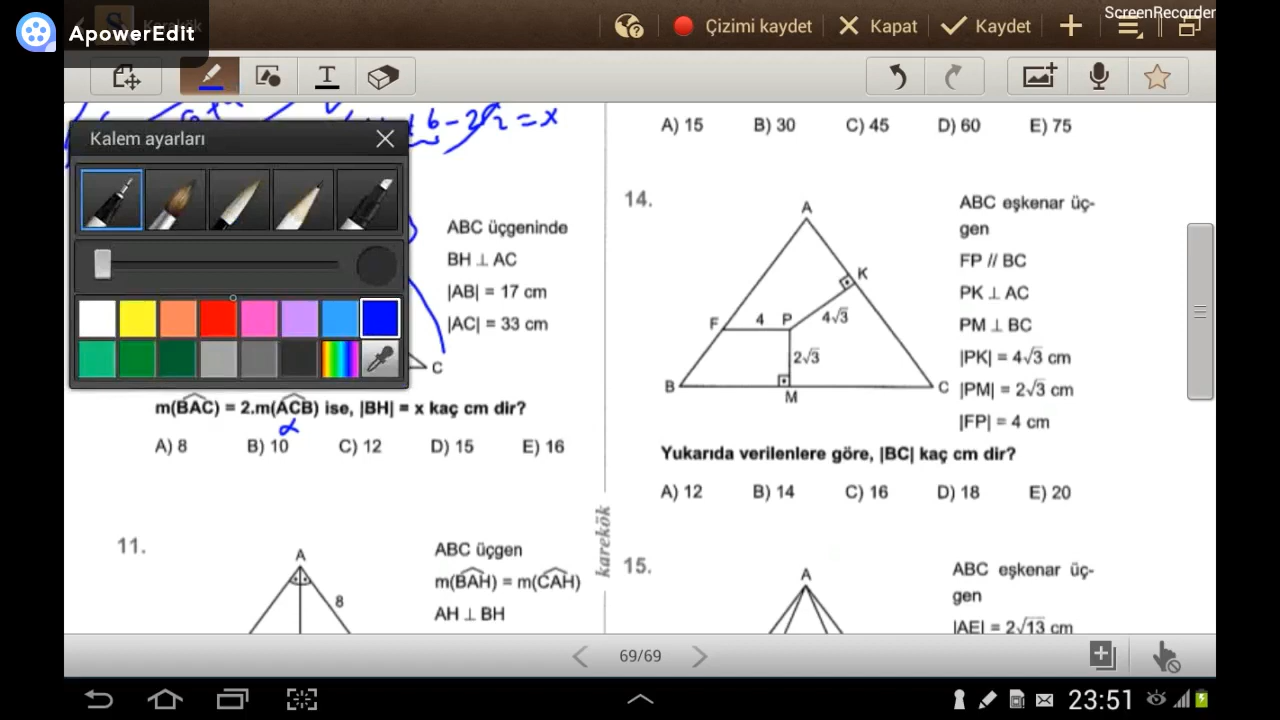 ScreenRecorder
ApowerEdit
Çizimi kaydet
Kapat
Kaydet
T
6 - 2√2 = x
Kalem ayarları
ABC üçgeninde
BH ⊥ AC
|AB| = 17 cm
|AC| = 33 cm
C
m(BAC) = 2.m(ACB) ise, |BH| = x kaç cm dir?
α
A) 8 B) 10 C) 12 D) 15 E) 16
11.
A
8
ABC üçgen
m(BAH) = m(CAH)
AH ⊥ BH
karekök
A) 15 B) 30 C) 45 D) 60 E) 75
14.
A
K
F 4 P 4√3
2√3
B M C
ABC eşkenar üç-
gen
FP // BC
PK ⊥ AC
PM ⊥ BC
|PK| = 4√3 cm
|PM| = 2√3 cm
|FP| = 4 cm
Yukarıda verilenlere göre, |BC| kaç cm dir?
A) 12 B) 14 C) 16 D) 18 E) 20
15.
A
ABC eşkenar üç-
gen
|AE| = 2√13 cm
69/69
23:51